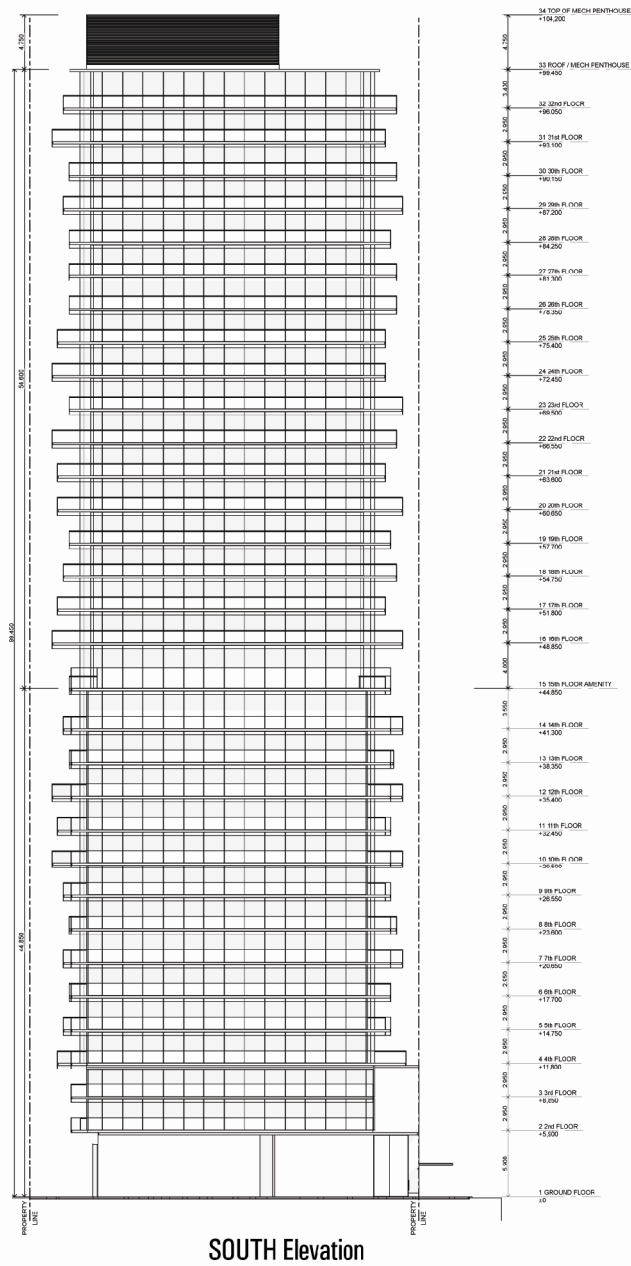 34 TOP OF MECH PENTHOUSE
+104,200
4,750
4,750
33 ROOF / MECH PENTHOUSE
+99,450
3,400
32 32nd FLOOR
+96,050
2,950
31 31st FLOOR
+93,100
2,950
30 30th FLOOR
+90,150
2,950
29 29th FLOOR
+87,200
2,950
28 28th FLOOR
+84,250
2,950
27 27th FLOOR
+81,300
2,950
26 26th FLOOR
+78,350
2,950
25 25th FLOOR
+75,400
2,950
24 24th FLOOR
+72,450
54,600
2,950
23 23rd FLOOR
+69,500
2,950
22 22nd FLOOR
+66,550
2,950
21 21st FLOOR
+63,600
2,950
20 20th FLOOR
+60,650
2,950
19 19th FLOOR
+57,700
2,950
18 18th FLOOR
+54,750
2,950
17 17th FLOOR
+51,800
99,450
2,950
16 16th FLOOR
+48,850
4,000
15 15th FLOOR AMENITY
+44,850
3,550
14 14th FLOOR
+41,300
2,950
13 13th FLOOR
+38,350
2,950
12 12th FLOOR
+35,400
2,950
11 11th FLOOR
+32,450
2,950
10 10th FLOOR
2,950
9 9th FLOOR
+26,550
2,950
8 8th FLOOR
+23,600
44,850
2,950
7 7th FLOOR
+20,650
2,950
6 6th FLOOR
+17,700
2,950
5 5th FLOOR
+14,750
2,950
4 4th FLOOR
+11,800
2,950
3 3rd FLOOR
+8,850
2,950
2 2nd FLOOR
+5,900
5,900
1 GROUND FLOOR
±0
PROPERTY
LINE
PROPERTY
LINE
SOUTH Elevation